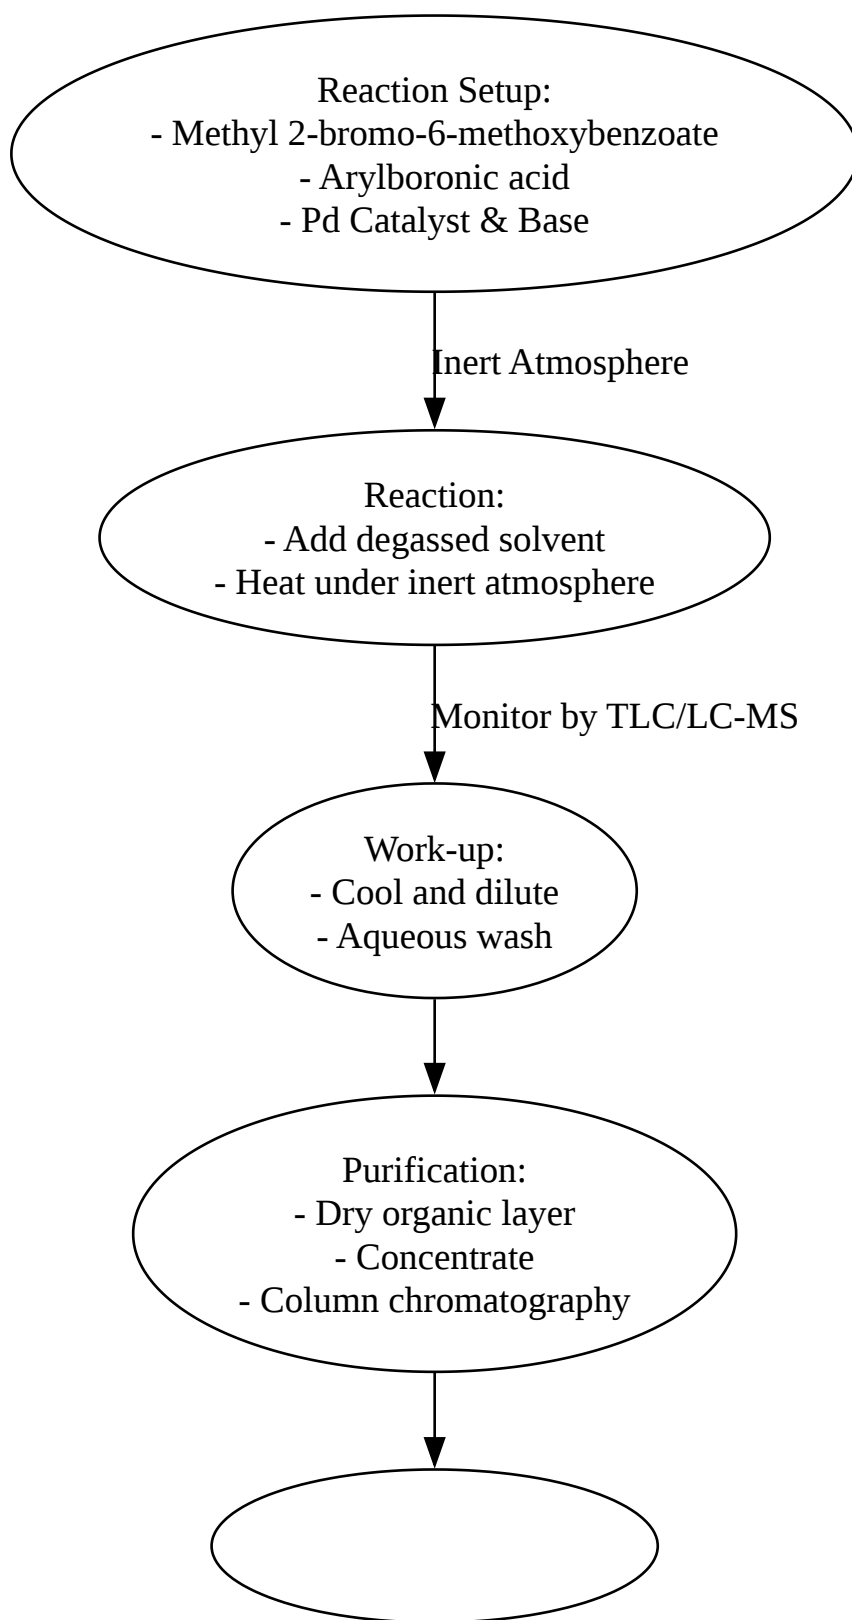 Reaction Setup:
- Methyl 2-bromo-6-methoxybenzoate
- Arylboronic acid
- Pd Catalyst & Base
Inert Atmosphere
Reaction:
- Add degassed solvent
- Heat under inert atmosphere
Monitor by TLC/LC-MS
Work-up:
- Cool and dilute
- Aqueous wash
Purification:
- Dry organic layer
- Concentrate
- Column chromatography